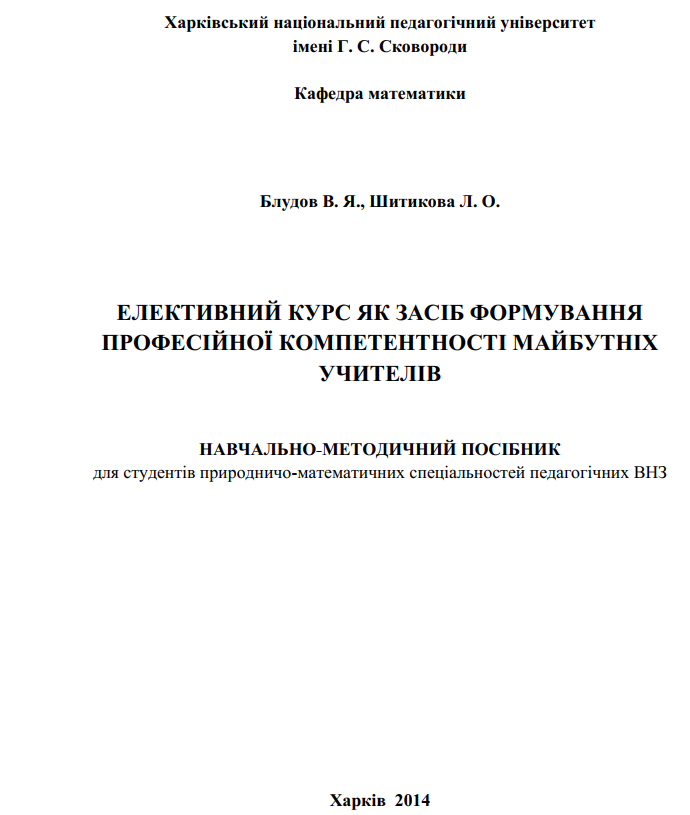 Харківський національний педагогічний університет
імені Г. С. Сковороди
Кафедра математики
Блудов В. Я., Шитикова Л. О.
ЕЛЕКТИВНИЙ КУРС ЯК ЗАСІБ ФОРМУВАННЯ
ПРОФЕСІЙНОЇ КОМПЕТЕНТНОСТІ МАЙБУТНІХ
УЧИТЕЛІВ
НАВЧАЛЬНО-МЕТОДИЧНИЙ ПОСІБНИК
для студентів природничо-математичних спеціальностей педагогічних ВНЗ
Харків 2014